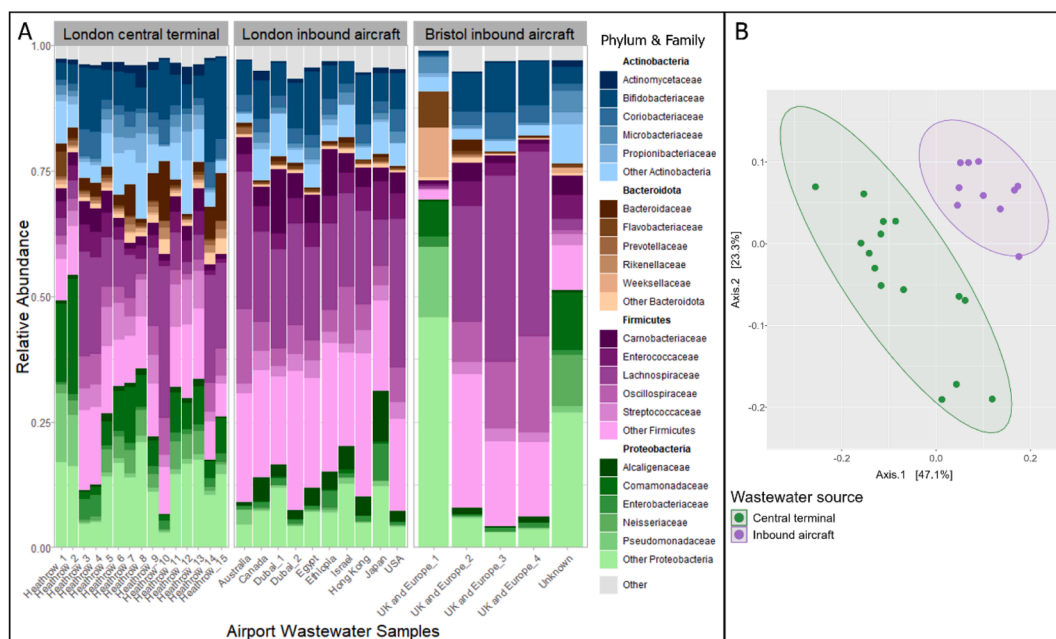 A
London central terminal
London inbound aircraft
Bristol inbound aircraft
1.00
0.75
0.50
0.25
0.00
Relative Abundance
Heathrow_1
Heathrow_2
Heathrow_3
Heathrow_4
Heathrow_5
Heathrow_6
Heathrow_7
Heathrow_8
Heathrow_9
Heathrow_10
Heathrow_11
Heathrow_12
Heathrow_13
Heathrow_14
Heathrow_15
Australia
Canada
Dubai_1
Dubai_2
Egypt
Ethiopia
Israel
Hong Kong
Japan
USA
UK and Europe_1
UK and Europe_2
UK and Europe_3
UK and Europe_4
Unknown
Airport Wastewater Samples
Phylum & Family
Actinobacteria
Actinomycetaceae
Bifidobacteriaceae
Coriobacteriaceae
Microbacteriaceae
Propionibacteriaceae
Other Actinobacteria
Bacteroidota
Bacteroidaceae
Flavobacteriaceae
Prevotellaceae
Rikenellaceae
Weeksellaceae
Other Bacteroidota
Firmicutes
Carnobacteriaceae
Enterococcaceae
Lachnospiraceae
Oscillospiraceae
Streptococcaceae
Other Firmicutes
Proteobacteria
Alcaligenaceae
Comamonadaceae
Enterobacteriaceae
Neisseriaceae
Pseudomonadaceae
Other Proteobacteria
Other
B
0.1
0.0
-0.1
-0.2
Axis.2 [23.3%]
-0.2
0.0
0.2
Axis.1 [47.1%]
Wastewater source
Central terminal
Inbound aircraft